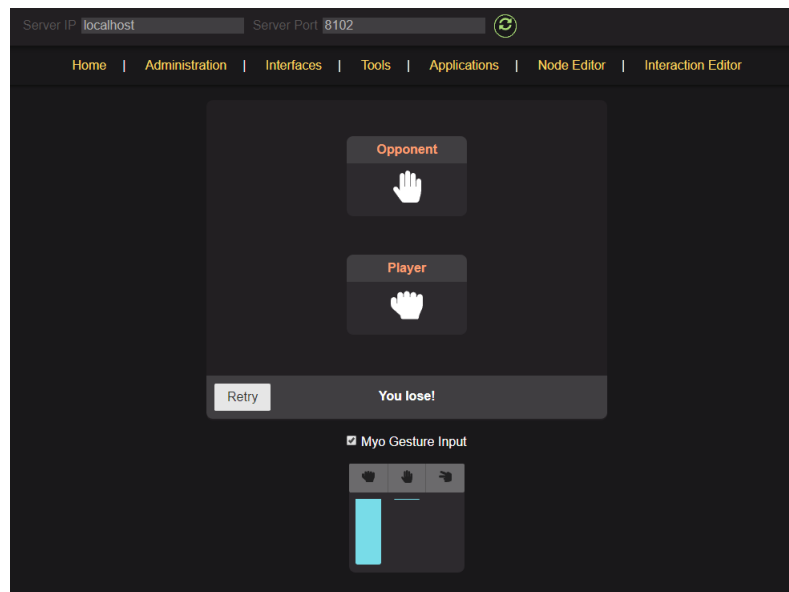 Server IP localhost Server Port 8102
Home | Administration | Interfaces | Tools | Applications | Node Editor | Interaction Editor
Opponent
Player
Retry You lose!
Myo Gesture Input